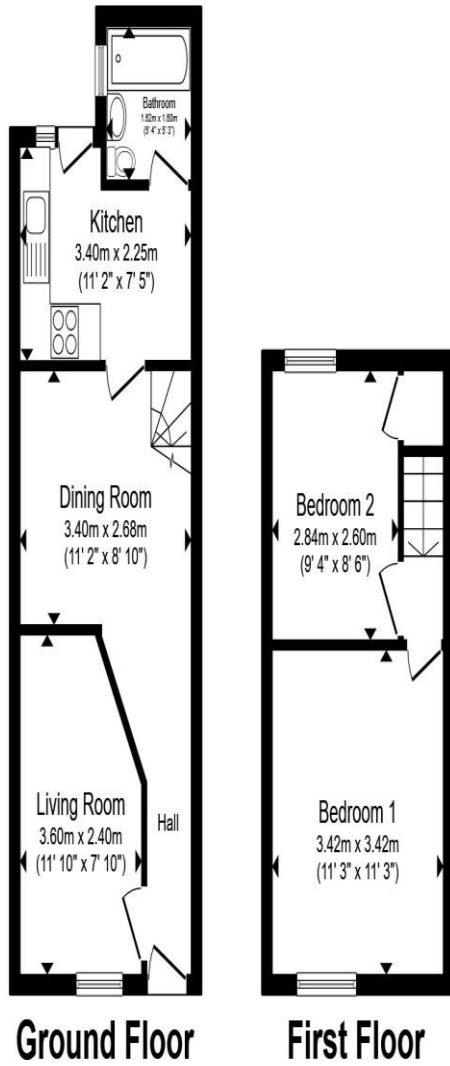 Bathroom
1.62m x 1.60m
(5' 4" x 5' 3")
Kitchen
3.40m x 2.25m
(11' 2" x 7' 5")
Dining Room
3.40m x 2.68m
(11' 2" x 8' 10")
Living Room
3.60m x 2.40m
(11' 10" x 7' 10")
Hall
Ground Floor
Bedroom 2
2.84m x 2.60m
(9' 4" x 8' 6")
Bedroom 1
3.42m x 3.42m
(11' 3" x 11' 3")
First Floor